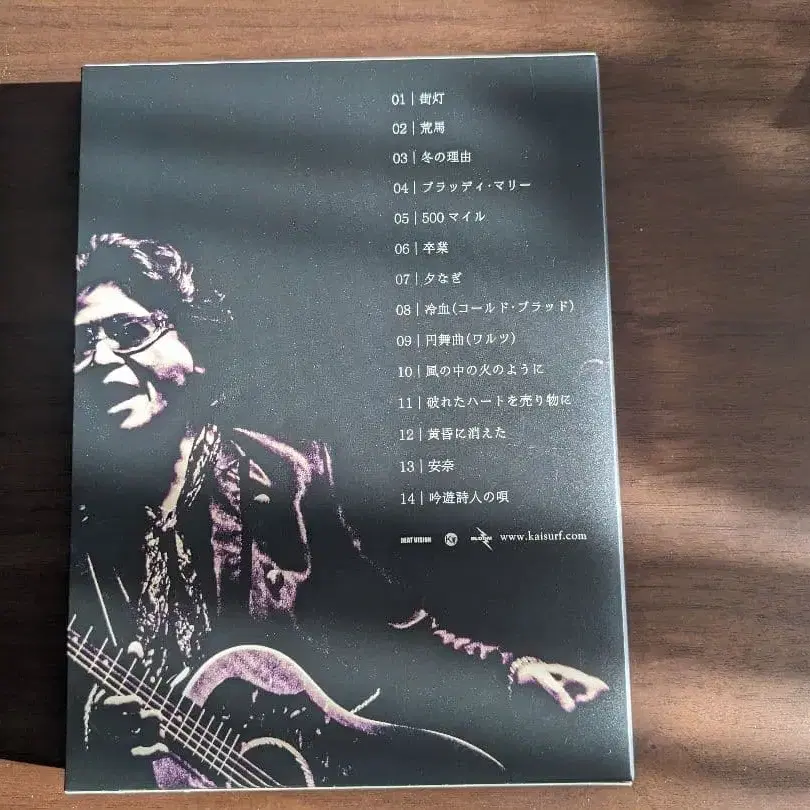 01 | 街灯
02 | 荒馬
03 | 冬の理由
04 | ブラッディ・マリー
05 | 500 マイル
06 | 卒業
07 | 夕なぎ
08 | 冷血(コールド・ブラッド)
09 | 円舞曲(ワルツ)
10 | 風の中の火のように
11 | 破れたハートを売り物に
12 | 黄昏に消えた
13 | 安奈
14 | 吟遊詩人の唄
BEAT VISION www.kaisurf.com